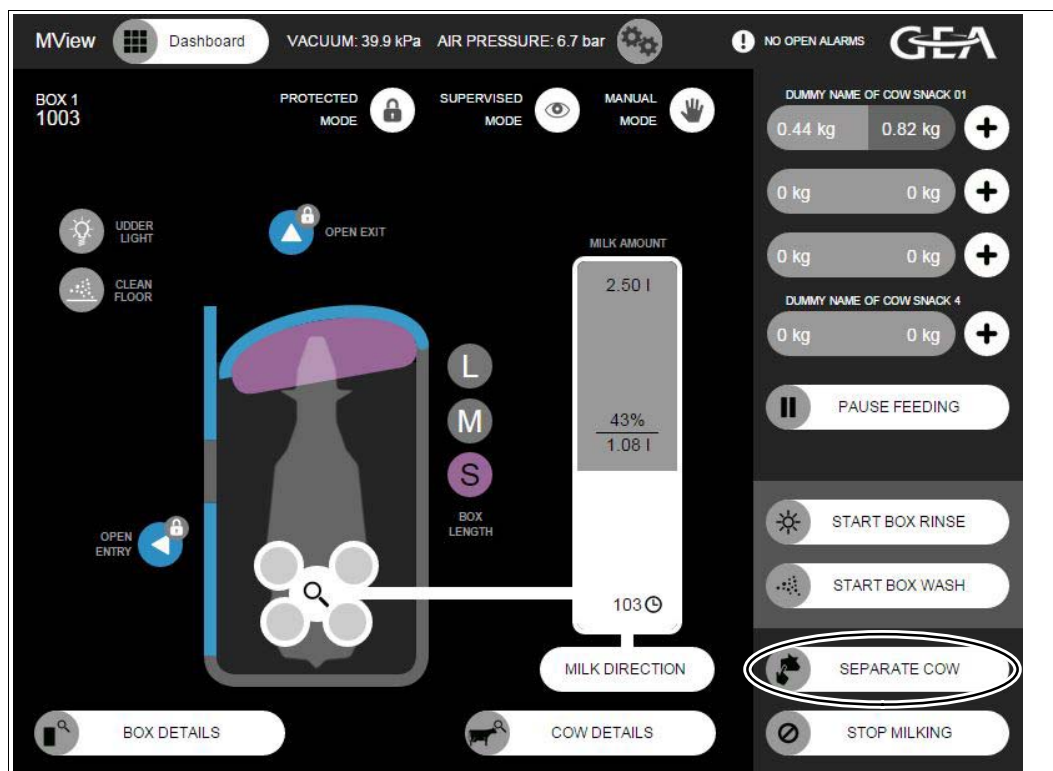 MView
Dashboard
VACUUM: 39.9 kPa
AIR PRESSURE: 6.7 bar
NO OPEN ALARMS
GEA
BOX 1
1003
PROTECTED
MODE
SUPERVISED
MODE
MANUAL
MODE
DUMMY NAME OF COW SNACK 01
0.44 kg 0.82 kg
0 kg 0 kg
0 kg 0 kg
DUMMY NAME OF COW SNACK 4
0 kg 0 kg
PAUSE FEEDING
UDDER
LIGHT
CLEAN
FLOOR
OPEN EXIT
MILK AMOUNT
2.50 l
43%
1.08 l
103
L
M
S
BOX
LENGTH
OPEN
ENTRY
MILK DIRECTION
START BOX RINSE
START BOX WASH
SEPARATE COW
STOP MILKING
BOX DETAILS
COW DETAILS